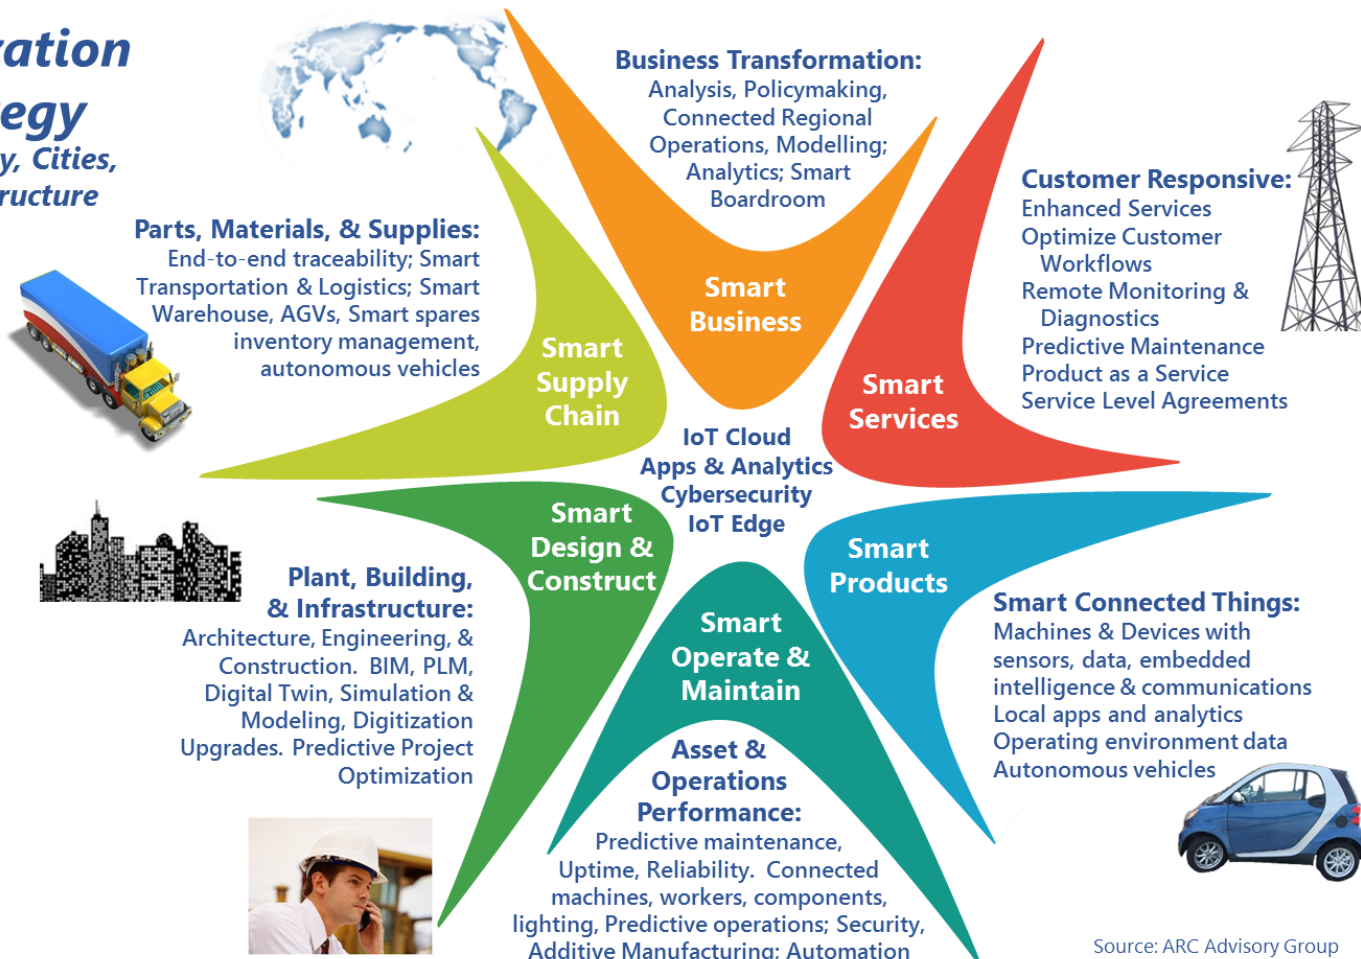 ration
egy
y, Cities,
ructure
Business Transformation:
Analysis, Policymaking,
Connected Regional
Operations, Modelling;
Analytics; Smart
Boardroom
Customer Responsive:
Enhanced Services
Optimize Customer
Workflows
Remote Monitoring &
Diagnostics
Predictive Maintenance
Product as a Service
Service Level Agreements
Parts, Materials, & Supplies:
End-to-end traceability; Smart
Transportation & Logistics; Smart
Warehouse, AGVs, Smart spares
inventory management,
autonomous vehicles
Smart
Business
Smart
Supply
Chain
Smart
Services
IoT Cloud
Apps & Analytics
Cybersecurity
IoT Edge
Smart
Design &
Construct
Smart
Products
Smart
Operate &
Maintain
Plant, Building,
& Infrastructure:
Architecture, Engineering, &
Construction. BIM, PLM,
Digital Twin, Simulation &
Modeling, Digitization
Upgrades. Predictive Project
Optimization
Smart Connected Things:
Machines & Devices with
sensors, data, embedded
intelligence & communications
Local apps and analytics
Operating environment data
Autonomous vehicles
Asset &
Operations
Performance:
Predictive maintenance,
Uptime, Reliability. Connected
machines, workers, components,
lighting, Predictive operations; Security,
Additive Manufacturing; Automation
Source: ARC Advisory Group